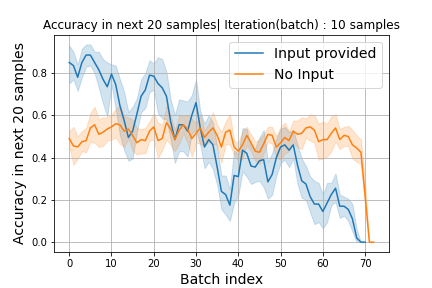 Accuracy in next 20 samples| Iteration(batch) : 10 samples
Input provided
No Input
Accuracy in next 20 samples
0.8
0.6
0.4
0.2
0.0
0 10 20 30 40 50 60 70
Batch index